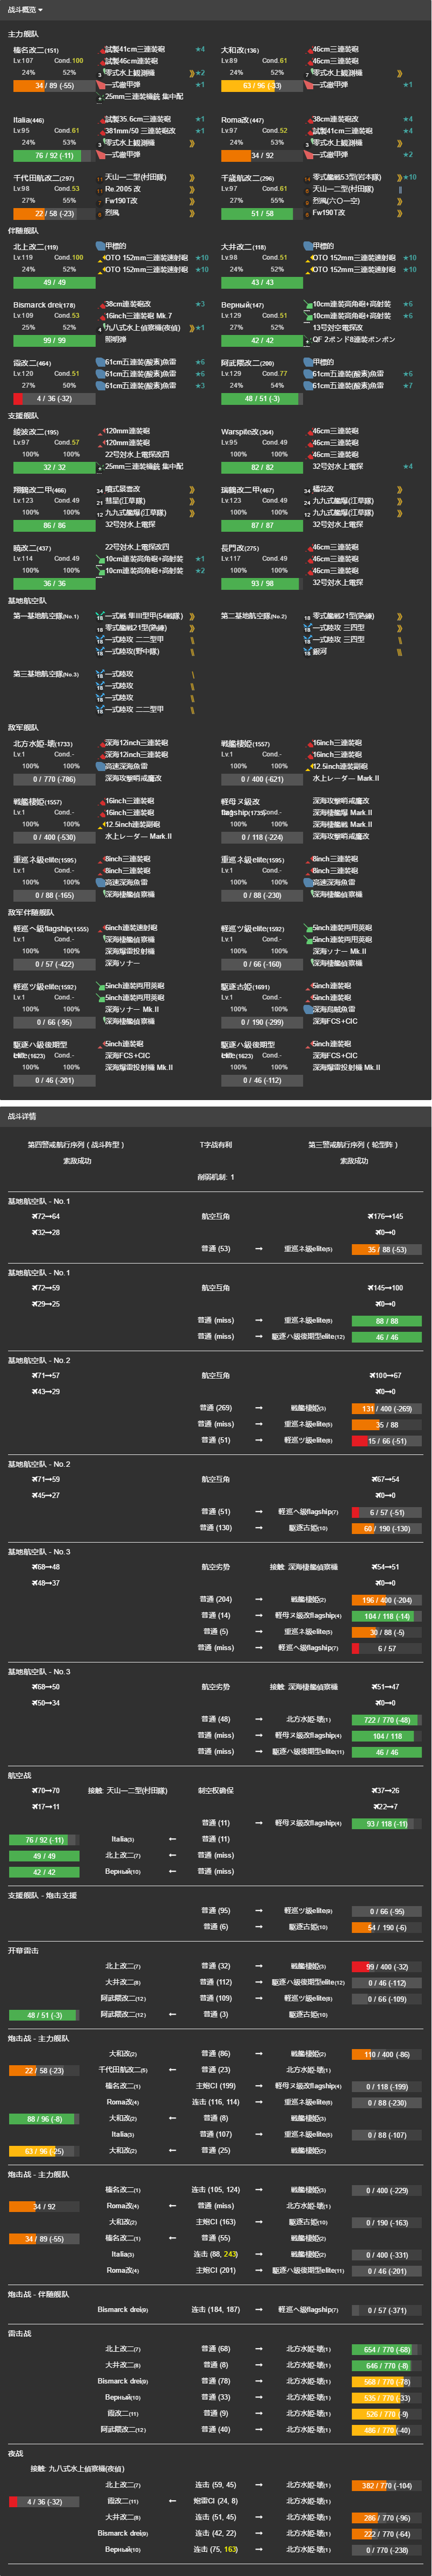 战斗概览
主力舰队
榛名改二(151) 試製41cm三連装砲 ★4
Lv.107 Cond.100 試製46cm三連装砲
24% 52% 3 零式水上観測機 ★2
34 / 89 (-55) 一式徹甲弾 ★1
25mm三連装機銃 集中配
大和改(136) 46cm三連装砲
Lv.89 Cond.61 46cm三連装砲
24% 53% 7 零式水上観測機
63 / 96 (-33) 一式徹甲弾 ★1
Italia(446) 試製35.6cm三連装砲 ★1
Lv.95 Cond.61 381mm/50 三連装砲改 ★1
24% 53% 3 零式水上観測機
76 / 92 (-11) 一式徹甲弾
Roma改(447) 38cm四連装砲改 ★4
Lv.97 Cond.52 試製41cm三連装砲 ★4
24% 53% 3 零式水上観測機
34 / 92 一式徹甲弾 ★2
千代田航改二(297) 天山一二型(村田隊)
Lv.98 Cond.53 Re.2005 改
27% 55% Fw190T改
22 / 58 (-23) 烈風
千歳航改二(296) 零式艦戦53型(岩本隊) ★10
Lv.97 Cond.61 天山一二型(村田隊)
27% 55% 烈風(六〇一空)
51 / 58 Fw190T改
伴随舰队
北上改二(119) 甲標的
Lv.119 Cond.100 OTO 152mm三連装速射砲 ★10
24% 50% OTO 152mm三連装速射砲 ★10
49 / 49
大井改二(118) 甲標的
Lv.98 Cond.51 OTO 152mm三連装速射砲 ★10
24% 50% OTO 152mm三連装速射砲 ★10
43 / 43
Bismarck drei(178) 38cm連装砲改 ★3
Lv.109 Cond.53 16inch三連装砲 Mk.7
25% 52% 4 九八式水上偵察機(夜偵) ★1
99 / 99 照明弾
Верный(147) 10cm連装高角砲+高射装 ★6
Lv.129 Cond.51 10cm連装高角砲+高射装 ★6
26% 52% 13号対空電探改
42 / 42 QF 2ポンド8連装ポンポン
霞改二(464) 61cm五連装(酸素)魚雷 ★6
Lv.120 Cond.51 61cm五連装(酸素)魚雷 ★6
27% 50% 61cm五連装(酸素)魚雷 ★3
4 / 36 (-32)
阿武隈改二(200) 甲標的
Lv.129 Cond.77 61cm五連装(酸素)魚雷 ★6
24% 54% 61cm五連装(酸素)魚雷 ★7
48 / 51 (-3)
支援舰队
綾波改二(195) 120mm連装砲
Lv.97 Cond.57 120mm連装砲
100% 100% 22号対水上電探改四
32 / 32 25mm三連装機銃 集中配
Warspite改(364) 46cm三連装砲
Lv.95 Cond.49 46cm三連装砲
100% 100% 46cm三連装砲
82 / 82 32号対水上電探 ★4
翔鶴改二甲(466) 34 噴式景雲改
Lv.123 Cond.49 21 彗星(江草隊)
100% 100% 12 九九式艦爆(江草隊)
86 / 86 32号対水上電探
瑞鶴改二甲(467) 34 橘花改
Lv.123 Cond.49 24 九九式艦爆(江草隊)
100% 100% 12 九九式艦爆(江草隊)
87 / 87 32号対水上電探
暁改二(437) 22号対水上電探改四
Lv.114 Cond.49 10cm連装高角砲+高射装 ★1
100% 100% 10cm連装高角砲+高射装 ★2
36 / 36
長門改(275) 46cm三連装砲
Lv.117 Cond.49 46cm三連装砲
100% 100% 46cm三連装砲
93 / 98 32号対水上電探
基地航空队
第一基地航空隊(No.1) 18 一式戦 隼III型甲(54戦隊)
18 零式艦戦21型(熟練)
18 一式陸攻 二二型甲
18 一式陸攻(野中隊)
第二基地航空隊(No.2) 18 零式艦戦21型(熟練)
18 一式陸攻 三四型
18 一式陸攻 三四型
18 銀河
第三基地航空隊(No.3) 18 一式陸攻
18 一式陸攻
18 一式陸攻
18 一式陸攻 二二型甲
敌军舰队
北方水姫-壊(1733) 深海12inch三連装砲
Lv.1 Cond.- 深海12inch三連装砲
100% 100% 高速深海魚雷
0 / 770 (-786) 深海攻撃哨戒鷹改
戦艦棲姫(1557) 16inch三連装砲
Lv.1 Cond.- 16inch三連装砲
100% 100% 12.5inch連装副砲
0 / 400 (-621) 水上レーダー Mark.II
戦艦棲姫(1557) 16inch三連装砲
Lv.1 Cond.- 16inch三連装砲
100% 100% 12.5inch連装副砲
0 / 400 (-530) 水上レーダー Mark.II
軽母ヌ級改flagship(1735) 深海攻撃哨戒鷹改
Lv.1 Cond.- 深海棲艦爆 Mark.II
100% 100% 深海棲艦戦 Mark.II
0 / 118 (-224) 深海攻撃哨戒鷹改
重巡ネ級elite(1595) 8inch三連装砲
Lv.1 Cond.- 8inch三連装砲
100% 100% 高速深海魚雷
0 / 88 (-165) 深海棲艦偵察機
重巡ネ級elite(1595) 8inch三連装砲
Lv.1 Cond.- 8inch三連装砲
100% 100% 高速深海魚雷
0 / 88 (-230) 深海棲艦偵察機
敌军伴随舰队
軽巡ヘ級flagship(1555) 6inch連装速射砲
Lv.1 Cond.- 深海棲艦偵察機
100% 100% 深海爆雷投射機
0 / 57 (-422) 深海ソナー
軽巡ツ級elite(1592) 5inch連装両用莢砲
Lv.1 Cond.- 5inch連装両用莢砲
100% 100% 深海ソナー Mk.II
0 / 66 (-160) 深海棲艦偵察機
軽巡ツ級elite(1592) 5inch連装両用莢砲
Lv.1 Cond.- 5inch連装両用莢砲
100% 100% 深海ソナー Mk.II
0 / 66 (-95) 深海棲艦偵察機
駆逐古姫(1691) 5inch連装砲
Lv.1 Cond.- 5inch連装砲
100% 100% 深海烏賊魚雷
0 / 190 (-299) 深海FCS+CIC
駆逐ハ級後期型elite(1623) 5inch連装砲
Lv.1 Cond.- 深海FCS+CIC
100% 100% 深海爆雷投射機 Mk.II
0 / 46 (-201)
駆逐ハ級後期型elite(1623) 5inch連装砲
Lv.1 Cond.- 深海FCS+CIC
100% 100% 深海爆雷投射機 Mk.II
0 / 46 (-112)
战斗详情
第四警戒航行序列（战斗阵型） T字战有利 第三警戒航行序列（轮型阵）
索敌成功 索敌成功
削弱机制: 1
基地航空队 - No.1
72→64 航空互角 176→145
32→28 0→0
普通 (53) → 重巡ネ級elite(5) 35 / 88 (-53)
基地航空队 - No.1
72→59 航空互角 145→100
29→25 0→0
普通 (miss) → 重巡ネ級elite(6) 88 / 88
普通 (miss) → 駆逐ハ級後期型elite(12) 46 / 46
基地航空队 - No.2
71→57 航空互角 100→67
43→29 0→0
普通 (269) → 戦艦棲姫(3) 131 / 400 (-269)
普通 (miss) → 重巡ネ級elite(5) 35 / 88
普通 (51) → 軽巡ツ級elite(8) 15 / 66 (-51)
基地航空队 - No.2
71→59 航空互角 67→54
45→27 0→0
普通 (51) → 軽巡ヘ級flagship(7) 6 / 57 (-51)
普通 (130) → 駆逐古姫(10) 60 / 190 (-130)
基地航空队 - No.3
68→48 航空劣势 接触: 深海棲艦偵察機 54→51
48→37 0→0
普通 (204) → 戦艦棲姫(2) 196 / 400 (-204)
普通 (14) → 軽母ヌ級改flagship(4) 104 / 118 (-14)
普通 (5) → 重巡ネ級elite(5) 30 / 88 (-5)
普通 (miss) → 軽巡ヘ級flagship(7) 6 / 57
基地航空队 - No.3
68→50 航空劣势 接触: 深海棲艦偵察機 51→47
50→34 0→0
普通 (48) → 北方水姫-壊(1) 722 / 770 (-48)
普通 (miss) → 軽母ヌ級改flagship(4) 104 / 118
普通 (miss) → 駆逐ハ級後期型elite(11) 46 / 46
航空战
70→70 接触: 天山一二型(村田隊) 制空权确保 37→26
17→11 22→7
普通 (11) → 軽母ヌ級改flagship(4) 93 / 118 (-11)
76 / 92 (-11) Italia(3) ← 普通 (11)
49 / 49 北上改二(7) ← 普通 (miss)
42 / 42 Верный(10) ← 普通 (miss)
支援舰队 - 炮击支援
普通 (95) → 軽巡ツ級elite(9) 0 / 66 (-95)
普通 (6) → 駆逐古姫(10) 54 / 190 (-6)
开幕雷击
北上改二(7) 普通 (32) → 戦艦棲姫(3) 99 / 400 (-32)
大井改二(8) 普通 (112) → 駆逐ハ級後期型elite(12) 0 / 46 (-112)
阿武隈改二(12) 普通 (109) → 軽巡ツ級elite(8) 0 / 66 (-109)
48 / 51 (-3) 阿武隈改二(12) ← 普通 (3) 駆逐古姫(10)
炮击战 - 主力舰队
大和改(2) 普通 (86) → 戦艦棲姫(2) 110 / 400 (-86)
22 / 58 (-23) 千代田航改二(5) ← 普通 (23) 北方水姫-壊(1)
榛名改二(1) 主炮CI (199) → 軽母ヌ級改flagship(4) 0 / 118 (-199)
Roma改(4) 连击 (116, 114) → 重巡ネ級elite(6) 0 / 88 (-230)
88 / 96 (-8) 大和改(2) ← 普通 (8) 戦艦棲姫(3)
Italia(3) 普通 (107) → 重巡ネ級elite(5) 0 / 88 (-107)
63 / 96 (-25) 大和改(2) ← 普通 (25) 戦艦棲姫(2)
炮击战 - 主力舰队
榛名改二(1) 连击 (105, 124) → 戦艦棲姫(3) 0 / 400 (-229)
34 / 92 Roma改(4) ← 普通 (miss) 北方水姫-壊(1)
大和改(2) 主炮CI (163) → 駆逐古姫(10) 0 / 190 (-163)
34 / 89 (-55) 榛名改二(1) ← 普通 (55) 戦艦棲姫(2)
Italia(3) 连击 (88, 243) → 戦艦棲姫(2) 0 / 400 (-331)
Roma改(4) 主炮CI (201) → 駆逐ハ級後期型elite(11) 0 / 46 (-201)
炮击战 - 伴随舰队
Bismarck drei(9) 连击 (184, 187) → 軽巡ヘ級flagship(7) 0 / 57 (-371)
雷击战
北上改二(7) 普通 (68) → 北方水姫-壊(1) 654 / 770 (-68)
大井改二(8) 普通 (8) → 北方水姫-壊(1) 646 / 770 (-8)
Bismarck drei(9) 普通 (78) → 北方水姫-壊(1) 568 / 770 (-78)
Верный(10) 普通 (33) → 北方水姫-壊(1) 535 / 770 (-33)
霞改二(11) 普通 (9) → 北方水姫-壊(1) 526 / 770 (-9)
阿武隈改二(12) 普通 (40) → 北方水姫-壊(1) 486 / 770 (-40)
夜战
接触: 九八式水上偵察機(夜偵)
北上改二(7) 连击 (59, 45) → 北方水姫-壊(1) 382 / 770 (-104)
4 / 36 (-32) 霞改二(11) ← 炮雷CI (24, 8) 北方水姫-壊(1)
大井改二(8) 连击 (51, 45) → 北方水姫-壊(1) 286 / 770 (-96)
Bismarck drei(9) 连击 (42, 22) → 北方水姫-壊(1) 222 / 770 (-64)
Верный(10) 连击 (75, 163) → 北方水姫-壊(1) 0 / 770 (-238)